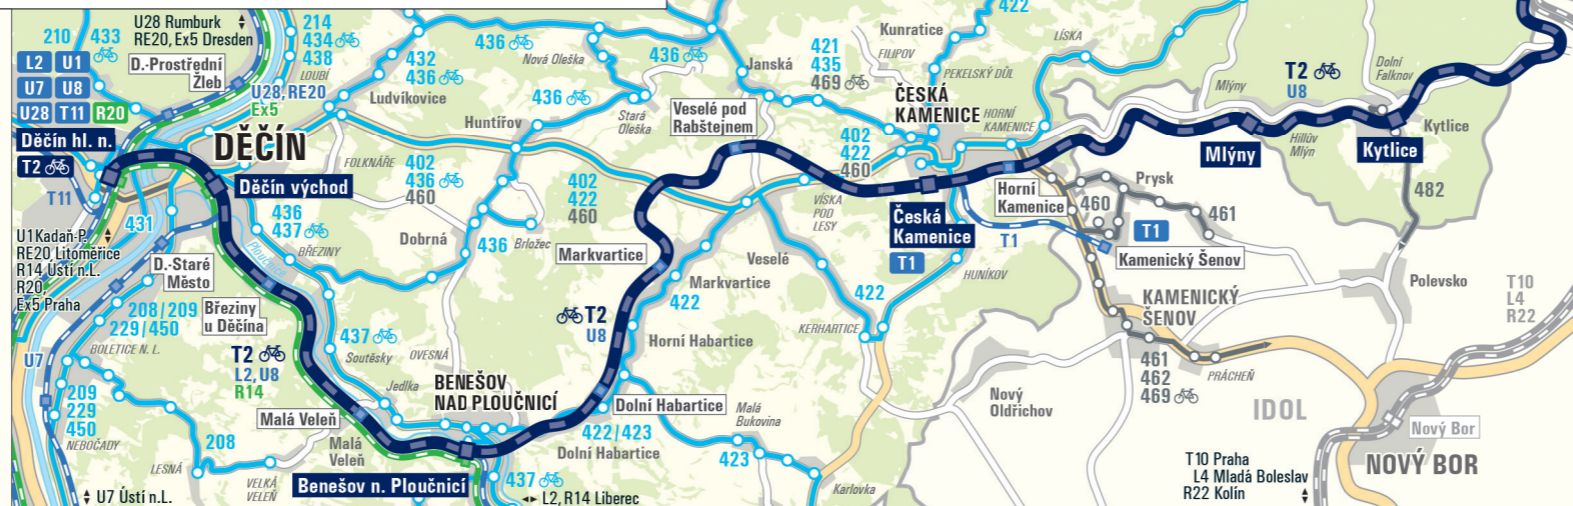 U28 Rumburk
RE20, Ex5 Dresden
210 433
L2 U1
U7 U8
U28 T11 R20
D.-Prostřední
Žleb
214
434
438
LOUBÍ
U28, RE20
Ex5
432
436
Ludvíkovice
436
Nová Oleška
436
Huntířov
436
Stará
Oleška
Janská
421
435
469
Kunratice
FILIPOV
422
PEKELSKÝ DŮL
LÍSKA
ČESKÁ
KAMENICE
HORNÍ
KAMENICE
T2
U8
Mlýny
Dolní
Falknov
Kytlice
Hillův
Mlýn
Mlýny
Kytlice
482
Děčín hl. n.
T2
T11
DĚČÍN
Děčín východ
FOLKNÁŘE
402
436
460
Veselé pod
Rabštejnem
402
422
460
402
422
460
VÍSKA
POD
LESY
Horní
Kamenice
Prysk
460
461
T1
Kamenický Šenov
T1
Česká
Kamenice
T1
431
436
437
BŘEZINY
Ploučnice
Dobrná
436
Brložec
Markvartice
Markvartice
Veselé
422
HUNÍKOV
422
KERHARTICE
Polevsko
T10
L4
R22
U1 Kadaň-P.
RE20, Litoměřice
R14 Ústí n.L.
R20,
Ex5 Praha
D.-Staré
Město
Březiny
u Děčína
208/209
229/450
BOLETICE N. L.
U7
T2
L2, U8
R14
437
Soutěsky
OVESNÁ
Jedlka
T2
U8
Horní Habartice
KAMENICKÝ
ŠENOV
461
462
469
PRÁCHEŇ
BENEŠOV
NAD PLOUČNICÍ
Dolní Habartice
422/423
Dolní Habartice
Malá
Bukovina
423
Karlovka
Nový
Oldřichov
IDOL
Nový Bor
NOVÝ BOR
209
229
450
NEBOČADY
LESNÁ
208
VELKÁ
VELEŇ
Malá Veleň
Malá
Veleň
Benešov n. Ploučnicí
437
L2, R14 Liberec
U7 Ústí n.L.
T10 Praha
L4 Mladá Boleslav
R22 Kolín